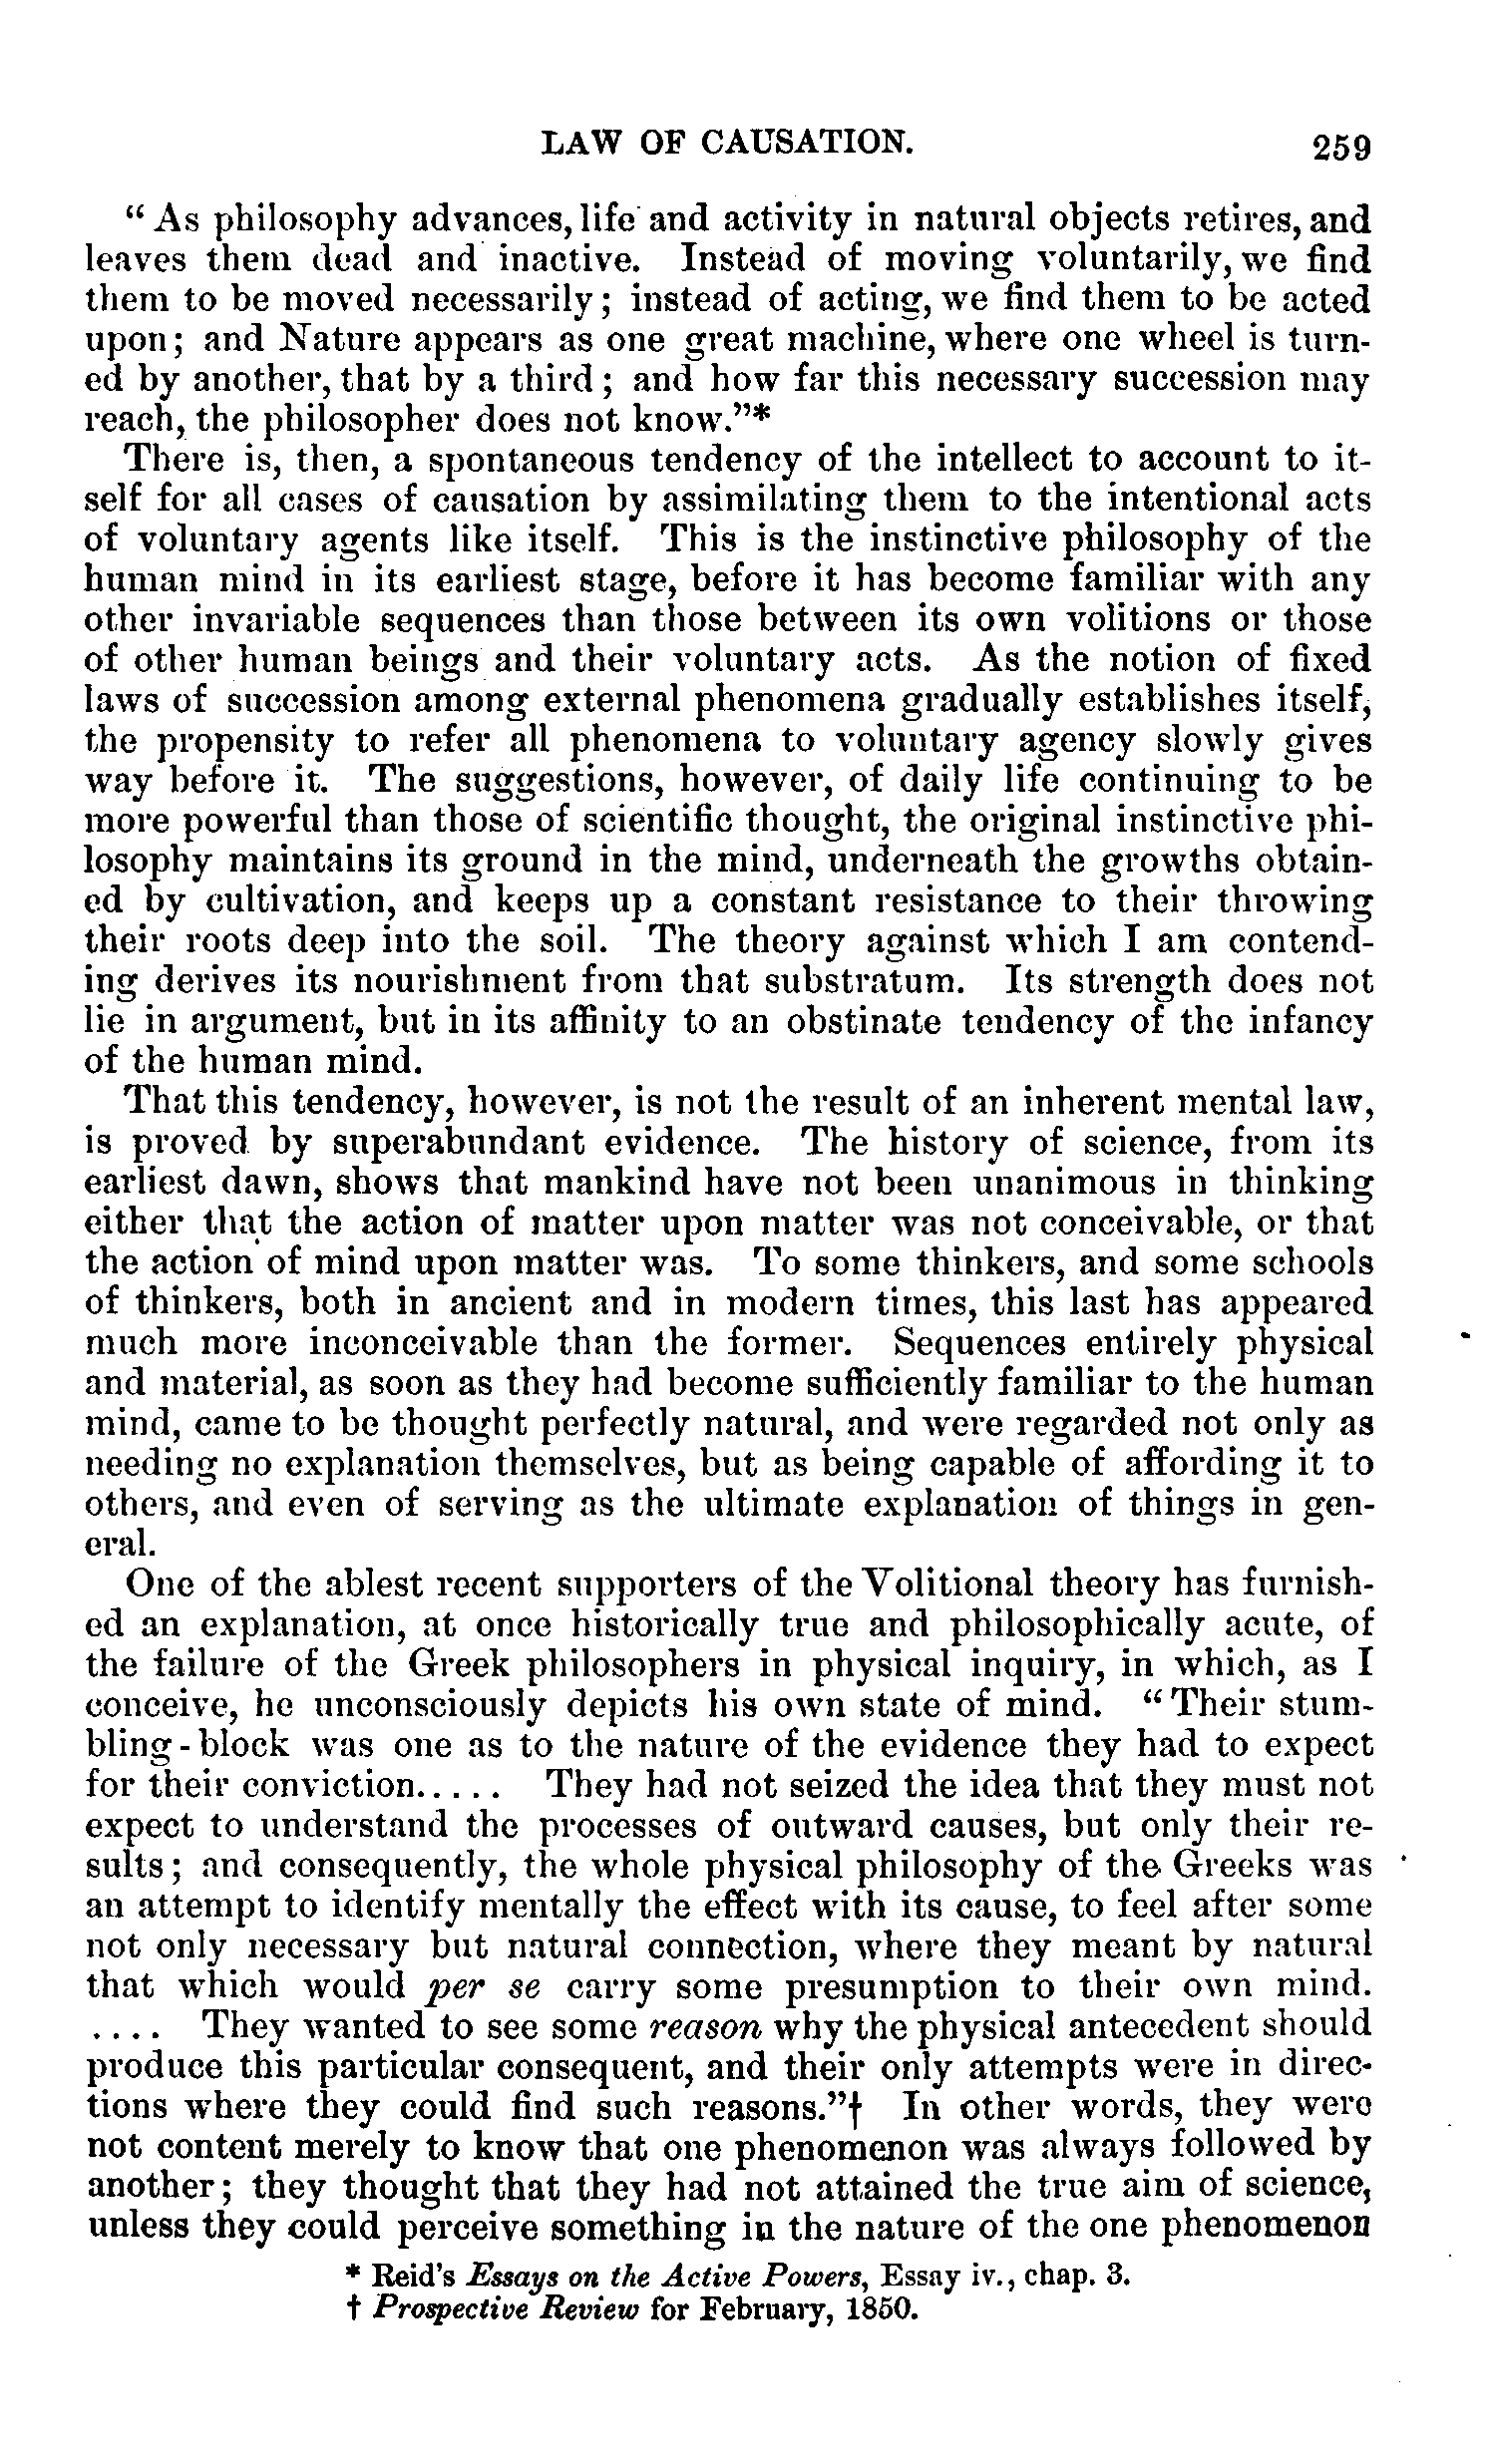 LAW OF CAUSATION. 259
“As philosophy advances, life and activity in natural objects retires, and
leaves them dead and inactive. Instead of moving voluntarily, we find
them to be moved necessarily; instead of acting, we find them to be acted
upon; and Nature appears as one great machine, where one wheel is turn-
ed by another, that by a third; and how far this necessary succession may
reach, the philosopher does not know.”*
There is, then, a spontaneous tendency of the intellect to account to it-
self for all cases of causation by assimilating them to the intentional acts
of voluntary agents like itself. This is the instinctive philosophy of the
human mind in its earliest stage, before it has become familiar with any
other invariable sequences than those between its own volitions or those
of other human beings and their voluntary acts. As the notion of fixed
laws of succession among external phenomena gradually establishes itself,
the propensity to refer all phenomena to voluntary agency slowly gives
way before it. The suggestions, however, of daily life continuing to be
more powerful than those of scientific thought, the original instinctive phi-
losophy maintains its ground in the mind, underneath the growths obtain-
ed by cultivation, and keeps up a constant resistance to their throwing
their roots deep into the soil. The theory against which I am contend-
ing derives its nourishment from that substratum. Its strength does not
lie in argument, but in its affinity to an obstinate tendency of the infancy
of the human mind.
That this tendency, however, is not the result of an inherent mental law,
is proved by superabundant evidence. The history of science, from its
earliest dawn, shows that mankind have not been unanimous in thinking
either that the action of matter upon matter was not conceivable, or that
the action of mind upon matter was. To some thinkers, and some schools
of thinkers, both in ancient and in modern times, this last has appeared
much more inconceivable than the former. Sequences entirely physical
and material, as soon as they had become sufficiently familiar to the human
mind, came to be thought perfectly natural, and were regarded not only as
needing no explanation themselves, but as being capable of affording it to
others, and even of serving as the ultimate explanation of things in gen-
eral.
One of the ablest recent supporters of the Volitional theory has furnish-
ed an explanation, at once historically true and philosophically acute, of
the failure of the Greek philosophers in physical inquiry, in which, as I
conceive, he unconsciously depicts his own state of mind. “Their stum-
bling-block was one as to the nature of the evidence they had to expect
for their conviction..... They had not seized the idea that they must not
expect to understand the processes of outward causes, but only their re-
sults; and consequently, the whole physical philosophy of the Greeks was
an attempt to identify mentally the effect with its cause, to feel after some
not only necessary but natural connection, where they meant by natural
that which would per se carry some presumption to their own mind.
.... They wanted to see some reason why the physical antecedent should
produce this particular consequent, and their only attempts were in direc-
tions where they could find such reasons.”† In other words, they were
not content merely to know that one phenomenon was always followed by
another; they thought that they had not attained the true aim of science,
unless they could perceive something in the nature of the one phenomenon
* Reid's Essays on the Active Powers, Essay iv., chap. 3.
† Prospective Review for February, 1850.